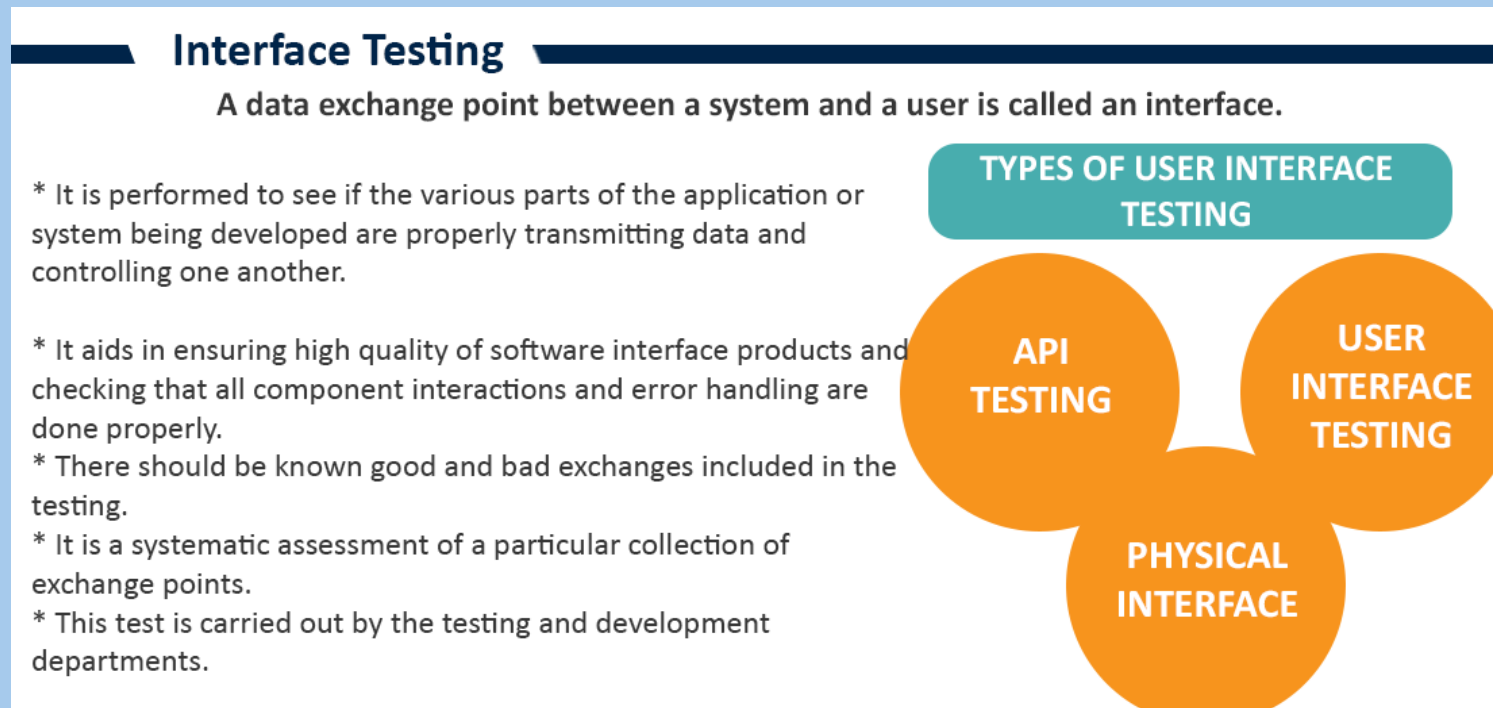 Interface Testing
A data exchange point between a system and a user is called an interface.
* It is performed to see if the various parts of the application or
system being developed are properly transmitting data and
controlling one another.
* It aids in ensuring high quality of software interface products and
checking that all component interactions and error handling are
done properly.
* There should be known good and bad exchanges included in the
testing.
* It is a systematic assessment of a particular collection of
exchange points.
* This test is carried out by the testing and development
departments.
TYPES OF USER INTERFACE
TESTING
API
TESTING
USER
INTERFACE
TESTING
PHYSICAL
INTERFACE